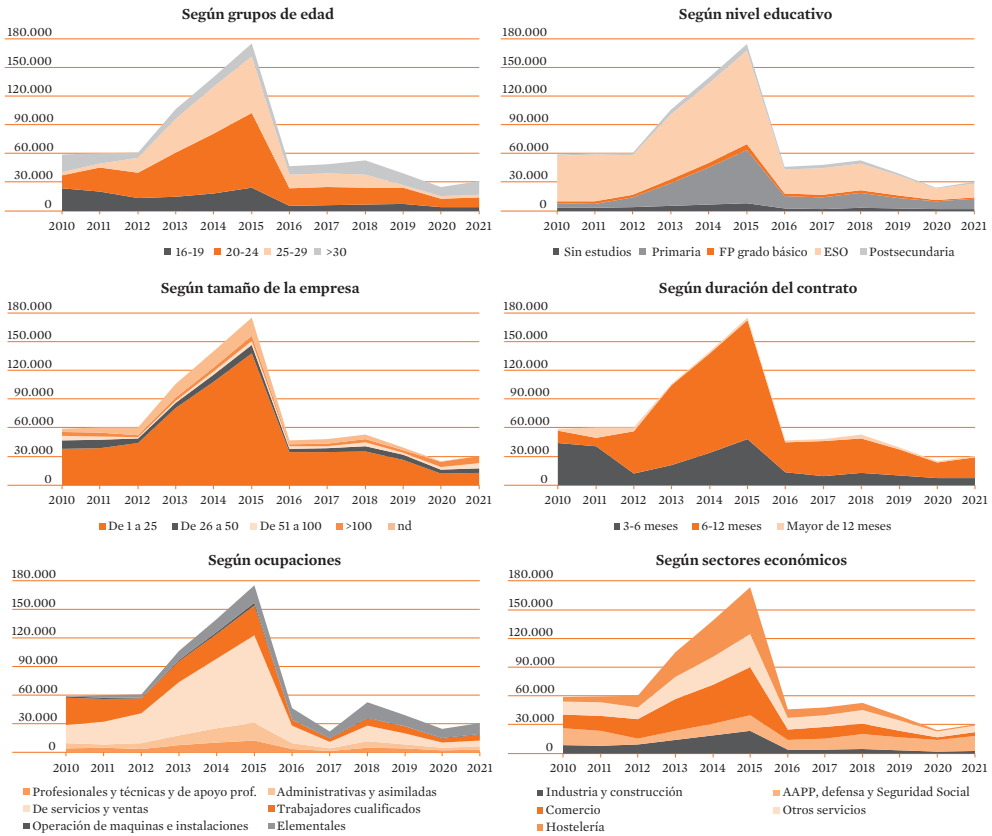 Según grupos de edad
180.000
150.000
120.000
90.000
60.000
30.000
0
2010 2011 2012 2013 2014 2015 2016 2017 2018 2019 2020 2021
16-19 20-24 25-29 >30
Según nivel educativo
180.000
150.000
120.000
90.000
60.000
30.000
0
2010 2011 2012 2013 2014 2015 2016 2017 2018 2019 2020 2021
Sin estudios Primaria FP grado básico ESO Postsecundaria
Según tamaño de la empresa
180.000
150.000
120.000
90.000
60.000
30.000
0
2010 2011 2012 2013 2014 2015 2016 2017 2018 2019 2020 2021
De 1 a 25 De 26 a 50 De 51 a 100 >100 nd
Según duración del contrato
180.000
150.000
120.000
90.000
60.000
30.000
0
2010 2011 2012 2013 2014 2015 2016 2017 2018 2019 2020 2021
3-6 meses 6-12 meses Mayor de 12 meses
Según ocupaciones
180.000
150.000
120.000
90.000
60.000
30.000
0
2010 2011 2012 2013 2014 2015 2016 2017 2018 2019 2020 2021
Profesionales y técnicas y de apoyo prof. Administrativas y asimiladas
De servicios y ventas Trabajadores cualificados
Operación de maquinas e instalaciones Elementales
Según sectores económicos
180.000
150.000
120.000
90.000
60.000
30.000
0
2010 2011 2012 2013 2014 2015 2016 2017 2018 2019 2020 2021
Industria y construcción AAPP, defensa y Seguridad Social
Comercio Otros servicios
Hostelería